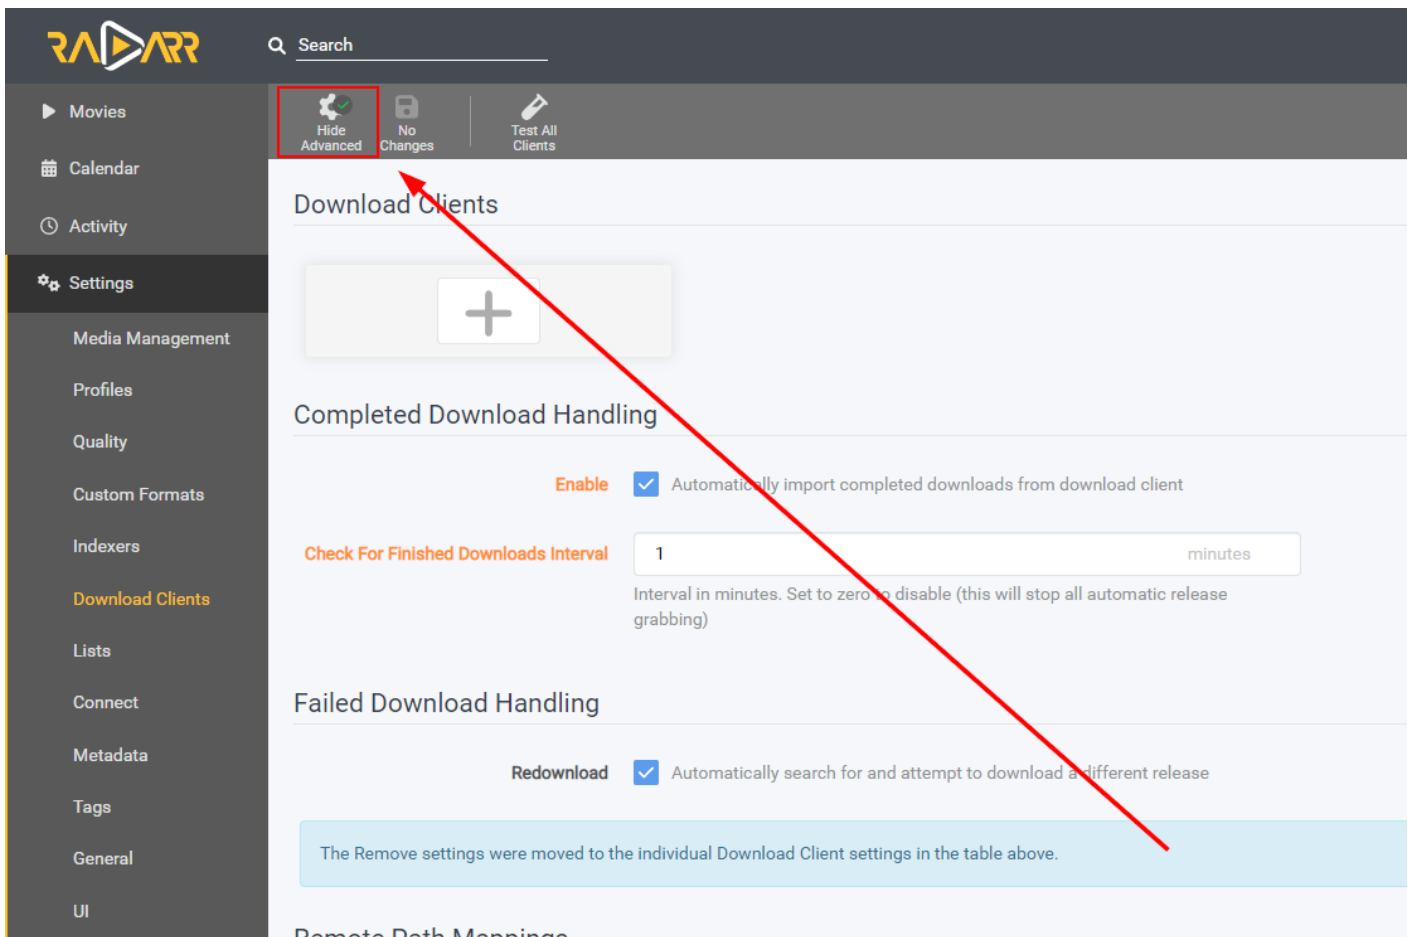 RADARR
Search
Movies
Calendar
Activity
Settings
Media Management
Profiles
Quality
Custom Formats
Indexers
Download Clients
Lists
Connect
Metadata
Tags
General
UI
Hide
Advanced
No
Changes
Test All
Clients
Download Clients
Completed Download Handling
Enable
Automatically import completed downloads from download client
Check For Finished Downloads Interval
1
minutes
Interval in minutes. Set to zero to disable (this will stop all automatic release
grabbing)
Failed Download Handling
Redownload
Automatically search for and attempt to download a different release
The Remove settings were moved to the individual Download Client settings in the table above.
Remote Path Mappings